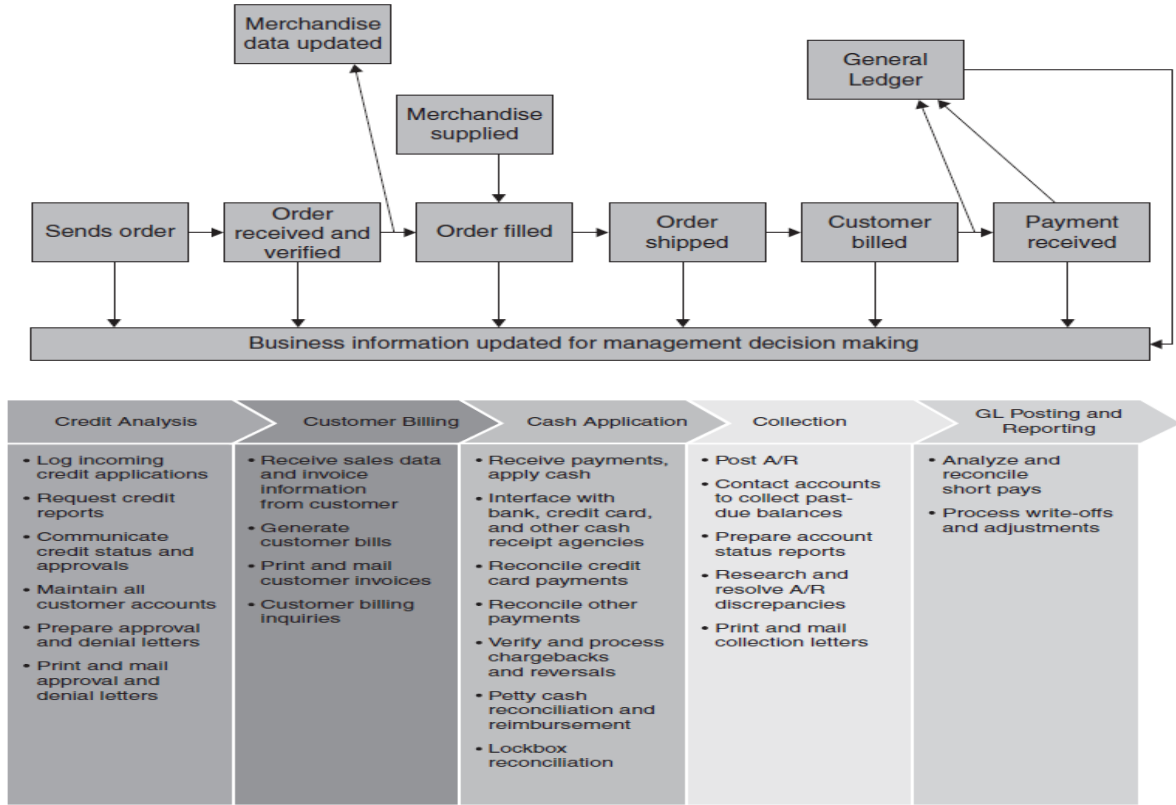 Merchandise
data updated
General
Ledger
Merchandise
supplied
Sends order
Order
received and
verified
Order filled
Order
shipped
Customer
billed
Payment
received
Business information updated for management decision making
Credit Analysis
Customer Billing
Cash Application
Collection
GL Posting and
Reporting
• Log incoming
credit applications
• Request credit
reports
• Communicate
credit status and
approvals
• Maintain all
customer accounts
• Prepare approval
and denial letters
• Print and mail
approval and
denial letters
• Receive sales data
and invoice
information
from customer
• Generate
customer bills
• Print and mail
customer invoices
• Customer billing
inquiries
• Receive payments,
apply cash
• Interface with
bank, credit card,
and other cash
receipt agencies
• Reconcile credit
card payments
• Reconcile other
payments
• Verify and process
chargebacks
and reversals
• Petty cash
reconciliation and
reimbursement
• Lockbox
reconciliation
• Post A/R
• Contact accounts
to collect past-
due balances
• Prepare account
status reports
• Research and
resolve A/R
discrepancies
• Print and mail
collection letters
• Analyze and
reconcile
short pays
• Process write-offs
and adjustments